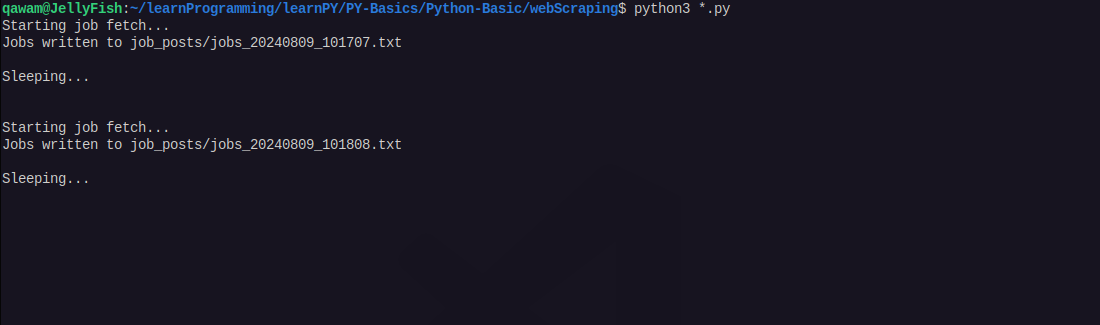 qawam@JellyFish:~/learnProgramming/learnPY/PY-Basics/Python-Basic/webScraping$ python3 *.py
Starting job fetch...
Jobs written to job_posts/jobs_20240809_101707.txt
Sleeping...
Starting job fetch...
Jobs written to job_posts/jobs_20240809_101808.txt
Sleeping...